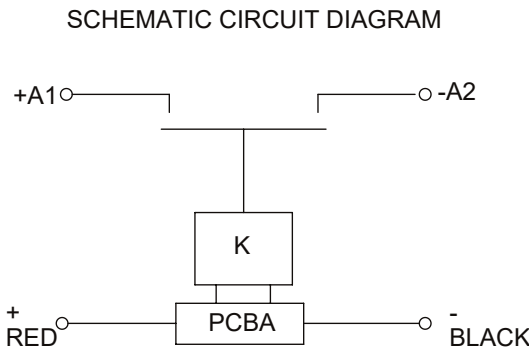 SCHEMATIC CIRCUIT DIAGRAM
+A1
-A2
K
PCBA
+
RED
-
BLACK